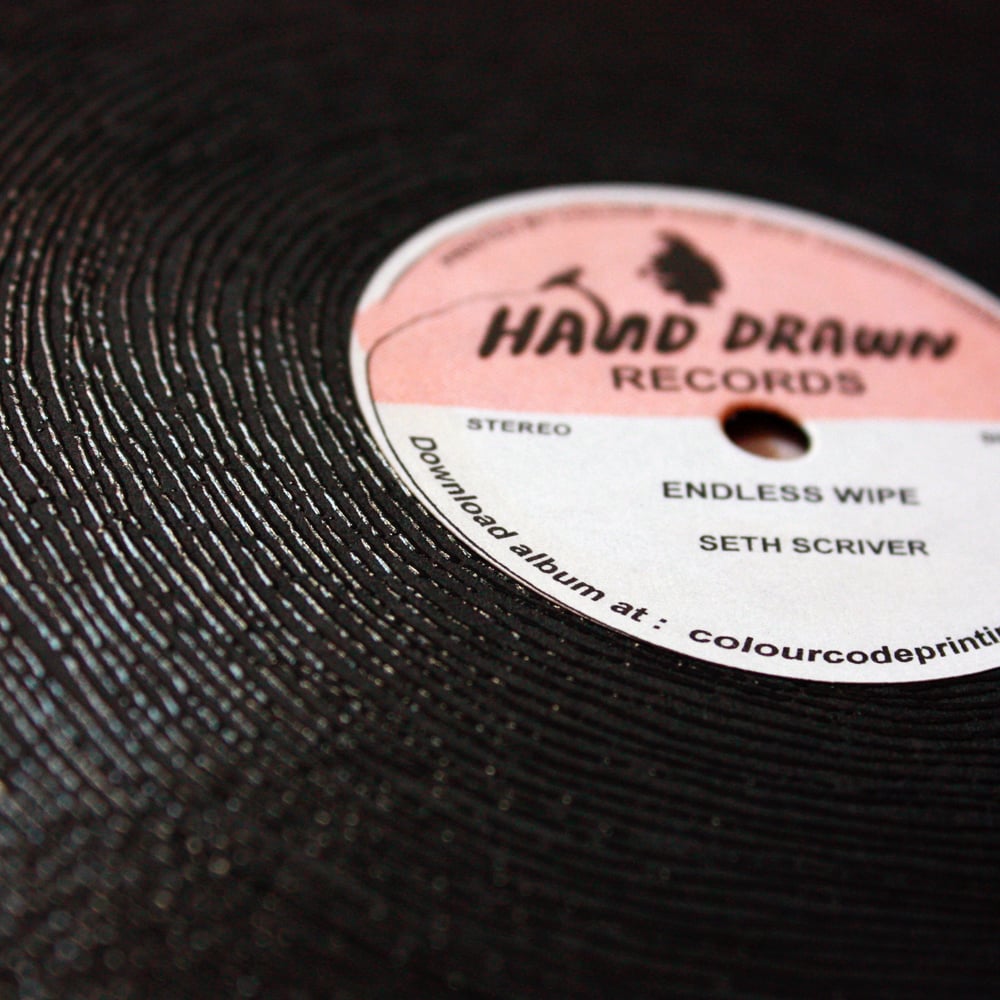 HAND DRAWN
RECORDS
STEREO
ENDLESS WIPE
SETH SCRIVER
Download album at : colourcodeprintin